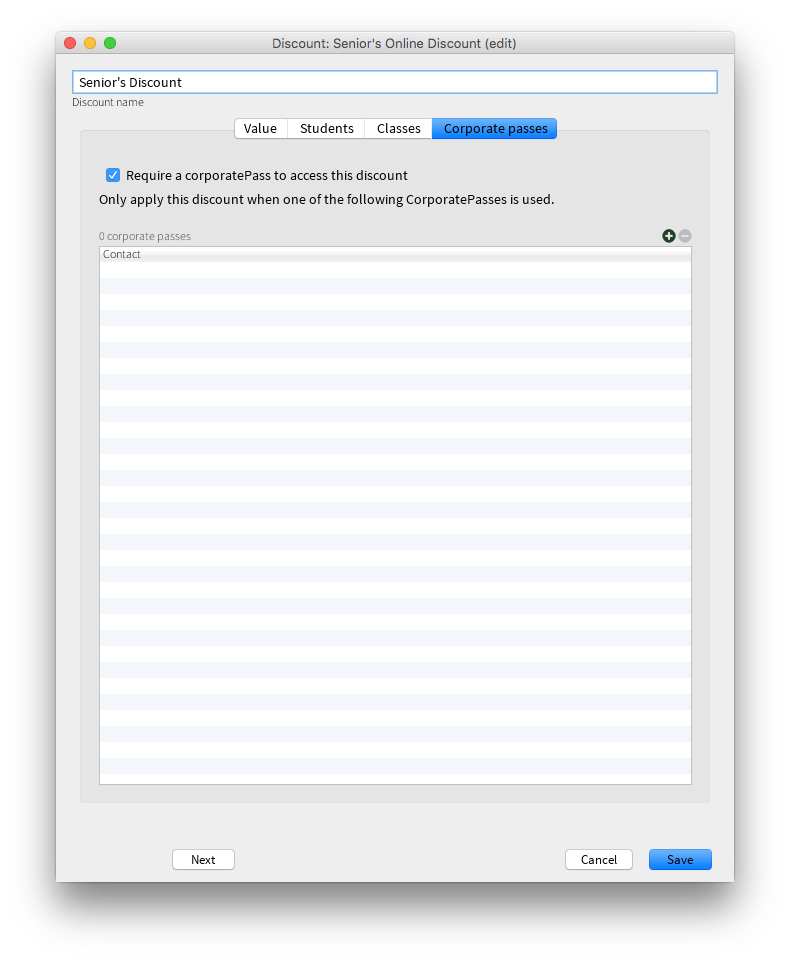 Discount: Senior's Online Discount (edit)
Senior's Discount
Discount name
Value Students Classes Corporate passes
Require a corporatePass to access this discount
Only apply this discount when one of the following CorporatePasses is used.
0 corporate passes
Contact
Next Cancel Save